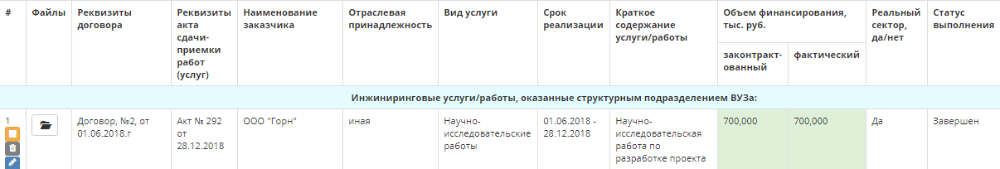 #
Файлы
Реквизиты
договора
Реквизиты
акта
сдачи-
приемки
работ
(услуг)
Наименование
заказчика
Отраслевая
принадлежность
Вид услуги
Срок
реализации
Краткое
содержание
услуги/работы
Объем финансирования,
тыс. руб.
законтракт-
ованный
фактический
Реальный
сектор,
да/нет
Статус
выполнения
Инжиниринговые услуги/работы, оказанные структурным подразделением ВУЗа:
1
Договор, №2, от
01.06.2018.г
Акт № 292
от
28.12.2018
ООО "Горн"
иная
Научно-
исследовательские
работы
01.06.2018 -
28.12.2018
Научно-
исследовательская
работа по
разработке проекта
700,000
700,000
Да
Завершен